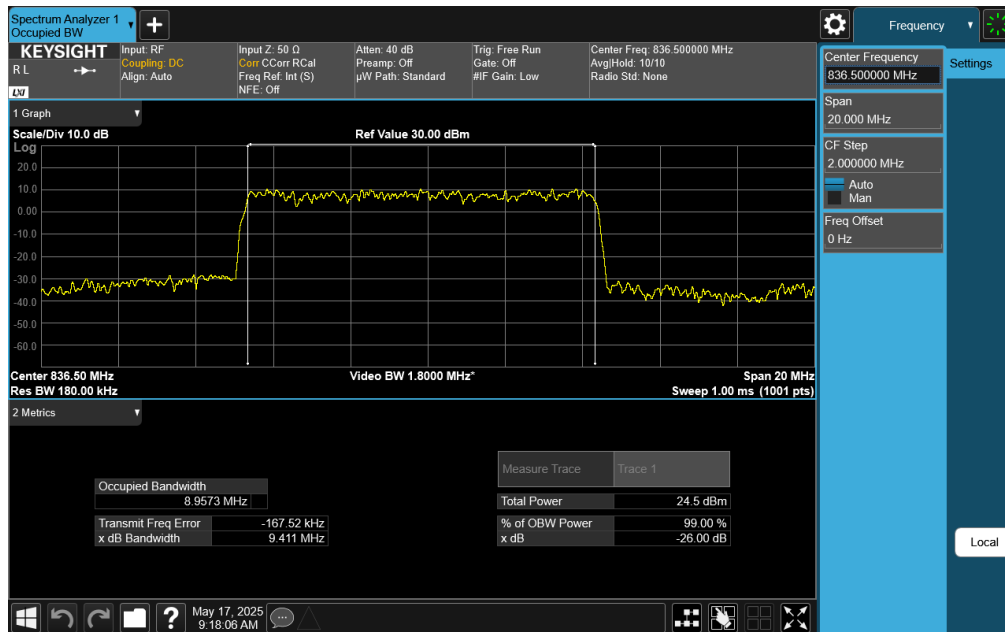 Spectrum Analyzer 1
Occupied BW
Frequency
KEYSIGHT
R L
LXI
Input: RF
Coupling: DC
Align: Auto
Input Z: 50 Ω
Corr CCorr RCal
Freq Ref: Int (S)
NFE: Off
Atten: 40 dB
Preamp: Off
µW Path: Standard
Trig: Free Run
Gate: Off
#IF Gain: Low
Center Freq: 836.500000 MHz
Avg|Hold: 10/10
Radio Std: None
Center Frequency
836.500000 MHz
Settings
Span
20.000 MHz
CF Step
2.000000 MHz
Auto
Man
Freq Offset
0 Hz
Local
1 Graph
Scale/Div 10.0 dB
Ref Value 30.00 dBm
Log
20.0
10.0
0.00
-10.0
-20.0
-30.0
-40.0
-50.0
-60.0
Center 836.50 MHz
Video BW 1.8000 MHz*
Span 20 MHz
Res BW 180.00 kHz
Sweep 1.00 ms (1001 pts)
2 Metrics
Measure Trace Trace 1
Occupied Bandwidth
8.9573 MHz
Total Power 24.5 dBm
Transmit Freq Error -167.52 kHz
% of OBW Power 99.00 %
x dB Bandwidth 9.411 MHz
x dB -26.00 dB
?
May 17, 2025
9:18:06 AM